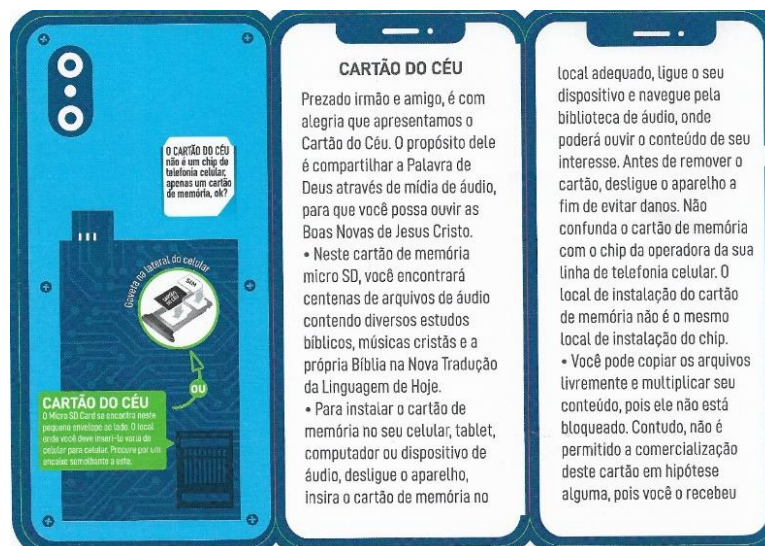 O CARTÃO DO CÉU
não é um chip de
telefonia celular,
apenas um cartão
de memória, ok?
Gaveta na lateral do celular
SIM
CARTÃO
DO CÉU
OU
CARTÃO DO CÉU
O Micro SD Card se encontra neste
pequeno envelope ao lado. O local
onde você deve inserí-lo varia de
celular para celular. Procure por um
encaixe semelhante a este.
CARTÃO DO CÉU
Prezado irmão e amigo, é com
alegria que apresentamos o
Cartão do Céu. O propósito dele
é compartilhar a Palavra de
Deus através de mídia de áudio,
para que você possa ouvir as
Boas Novas de Jesus Cristo.
• Neste cartão de memória
micro SD, você encontrará
centenas de arquivos de áudio
contendo diversos estudos
bíblicos, músicas cristãs e a
própria Bíblia na Nova Tradução
da Linguagem de Hoje.
• Para instalar o cartão de
memória no seu celular, tablet,
computador ou dispositivo de
áudio, desligue o aparelho,
insira o cartão de memória no
local adequado, ligue o seu
dispositivo e navegue pela
biblioteca de áudio, onde
poderá ouvir o conteúdo de seu
interesse. Antes de remover o
cartão, desligue o aparelho a
fim de evitar danos. Não
confunda o cartão de memória
com o chip da operadora da sua
linha de telefonia celular. O
local de instalação do cartão
de memória não é o mesmo
local de instalação do chip.
• Você pode copiar os arquivos
livremente e multiplicar seu
conteúdo, pois ele não está
bloqueado. Contudo, não é
permitido a comercialização
deste cartão em hipótese
alguma, pois você o recebeu